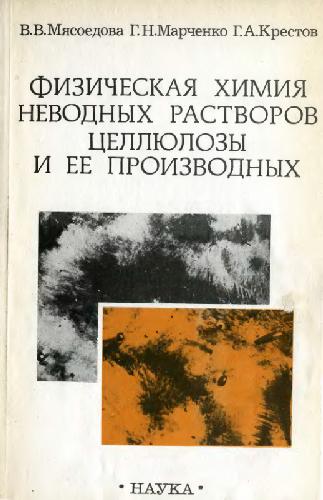 В.В.Мясоедова Г.Н.Марченко Г.А.Крестов
ФИЗИЧЕСКАЯ ХИМИЯ
НЕВОДНЫХ РАСТВОРОВ
ЦЕЛЛЮЛОЗЫ
И ЕЕ ПРОИЗВОДНЫХ
· НАУКА ·